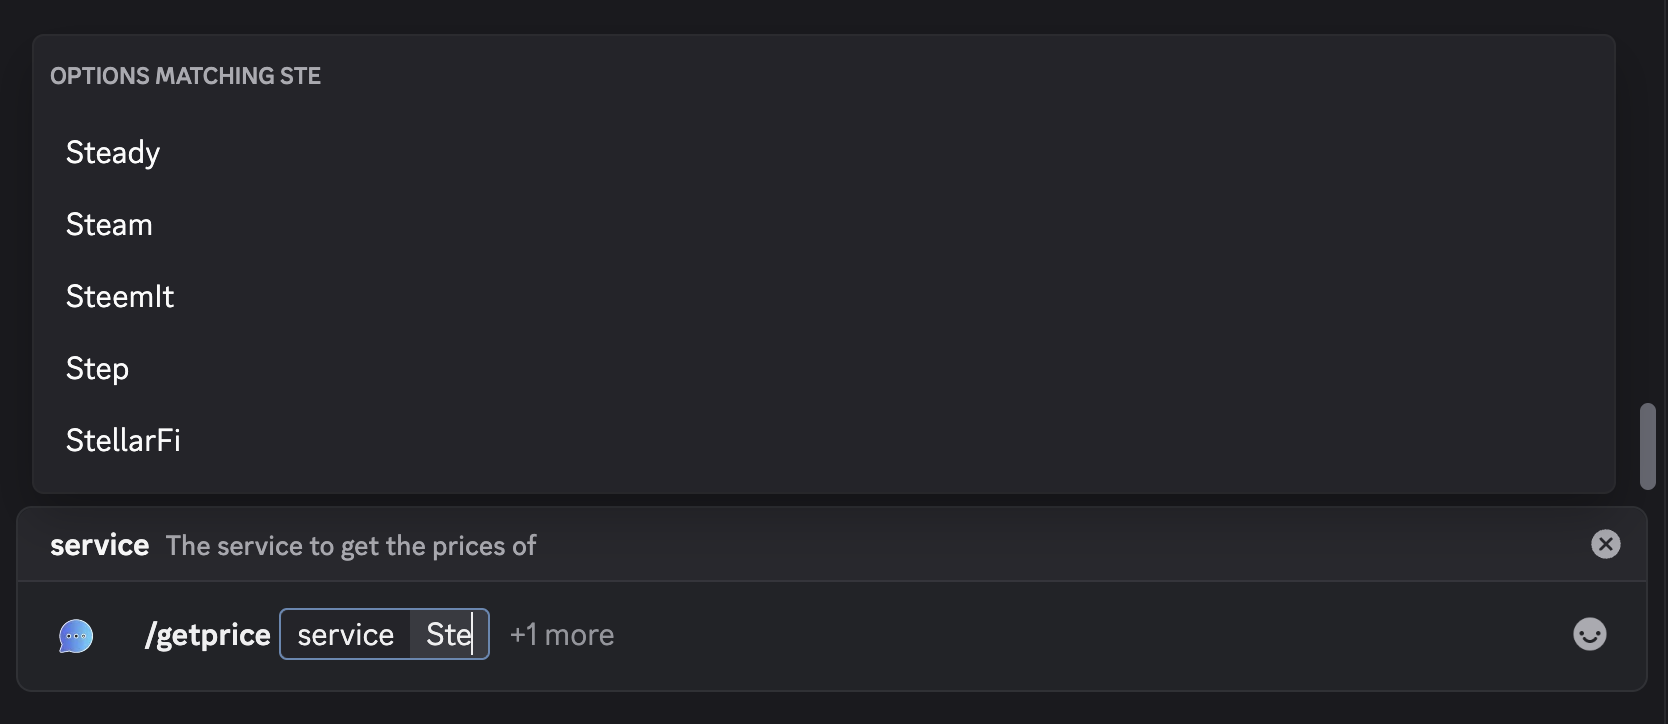 OPTIONS MATCHING STE
Steady
Steam
SteemIt
Step
StellarFi
service The service to get the prices of
/getprice service Ste +1 more